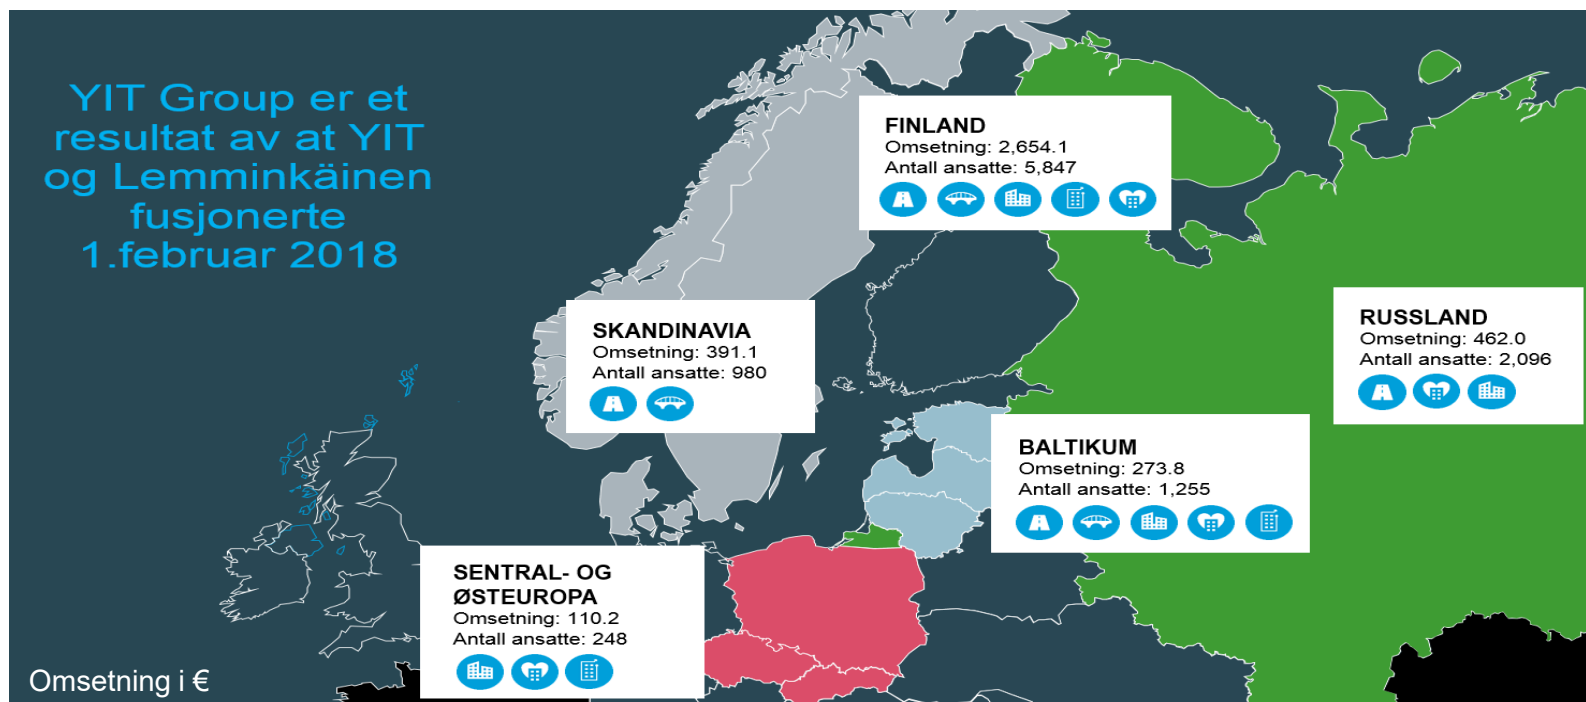 YIT Group er et
resultat av at YIT
og Lemminkäinen
fusjonerte
1.februar 2018
FINLAND
Omsetning: 2,654.1
Antall ansatte: 5,847
SKANDINAVIA
Omsetning: 391.1
Antall ansatte: 980
RUSSLAND
Omsetning: 462.0
Antall ansatte: 2,096
BALTIKUM
Omsetning: 273.8
Antall ansatte: 1,255
SENTRAL- OG
ØSTEUROPA
Omsetning: 110.2
Antall ansatte: 248
Omsetning i €